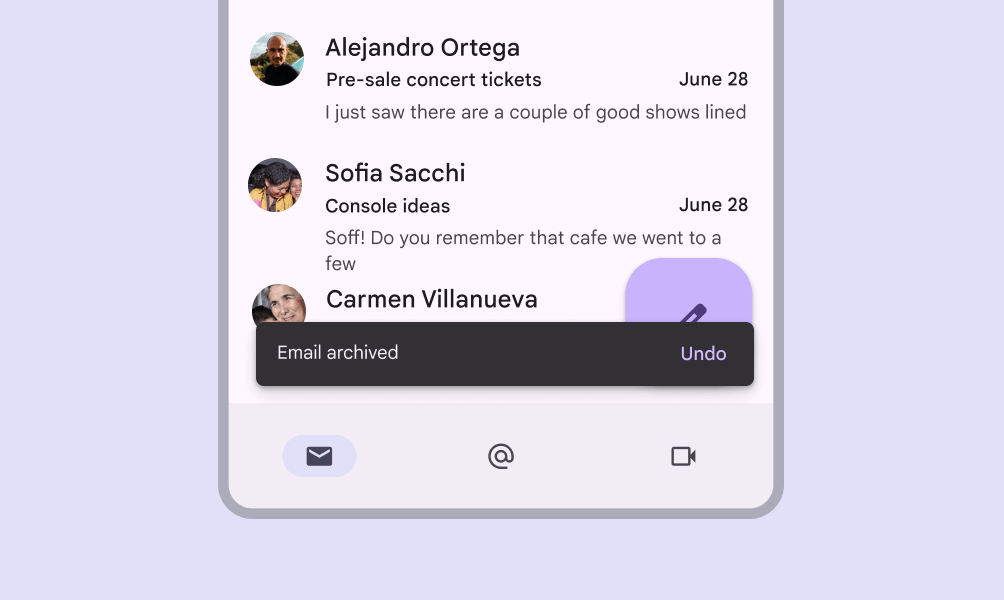 Alejandro Ortega
Pre-sale concert tickets June 28
I just saw there are a couple of good shows lined
Sofia Sacchi
Console ideas June 28
Soff! Do you remember that cafe we went to a
few
Carmen Villanueva
Email archived Undo